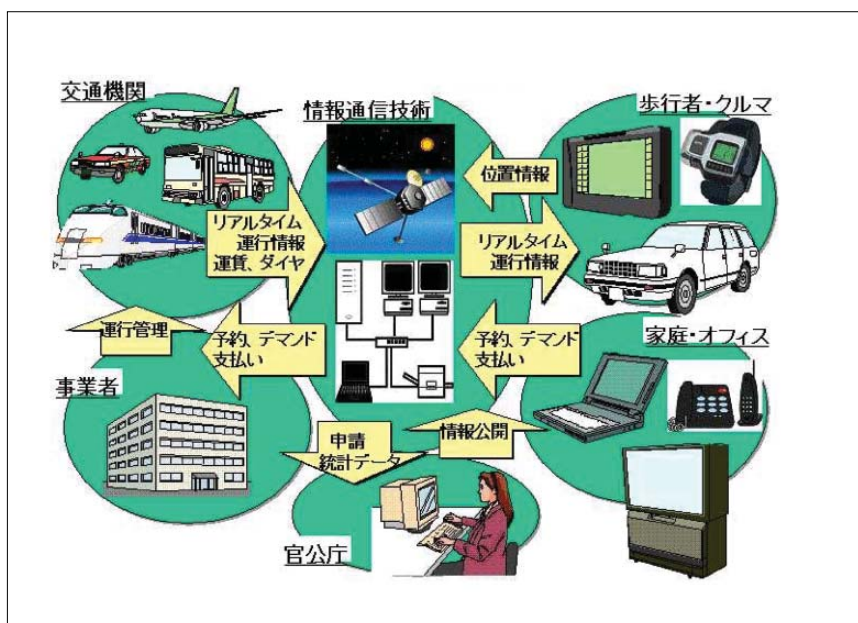 交通機関
情報通信技術
歩行者・クルマ
位置情報
リアルタイム
運行情報
運賃、ダイヤ
リアルタイム
運行情報
運行管理
予約、デマンド
支払い
予約、デマンド
支払い
家庭・オフィス
事業者
申請
統計データ
情報公開
官公庁